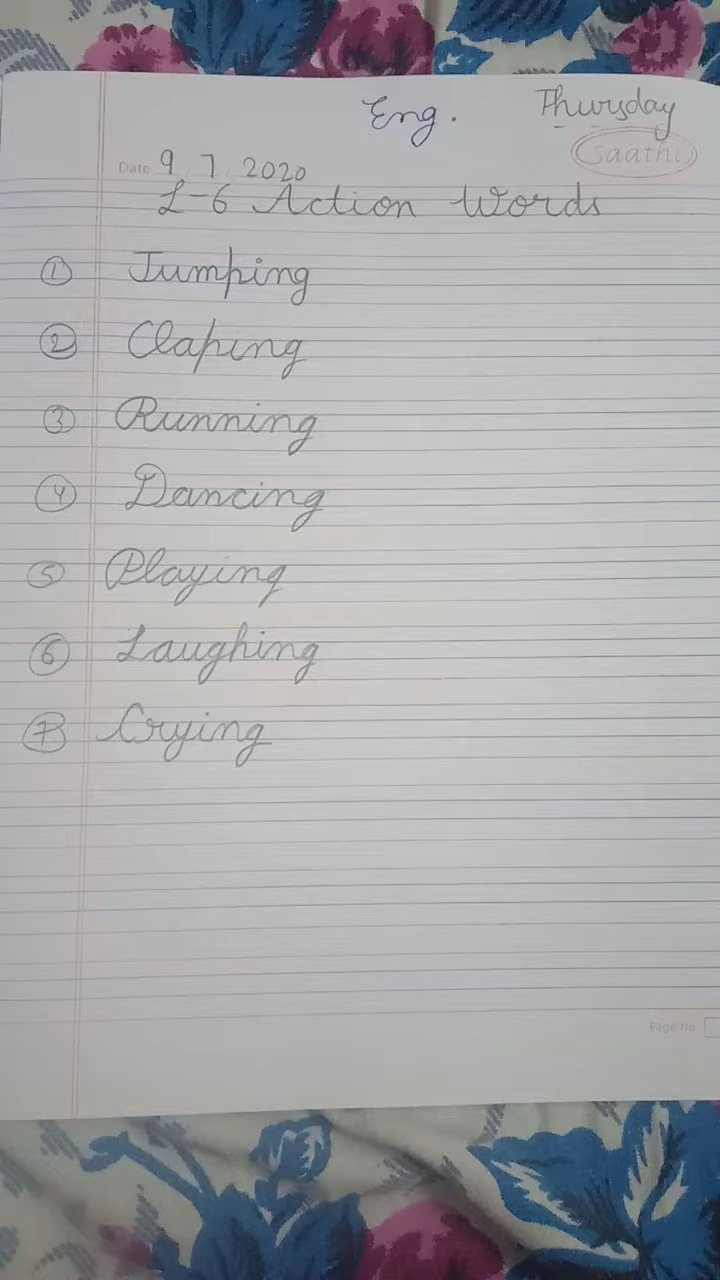 Eng. Thursday
saathi
Date 9 7 2020
L-6 Action Words
① Jumping
② Claping
③ Running
④ Dancing
⑤ Playing
⑥ Laughing
⑦ Crying
Page No